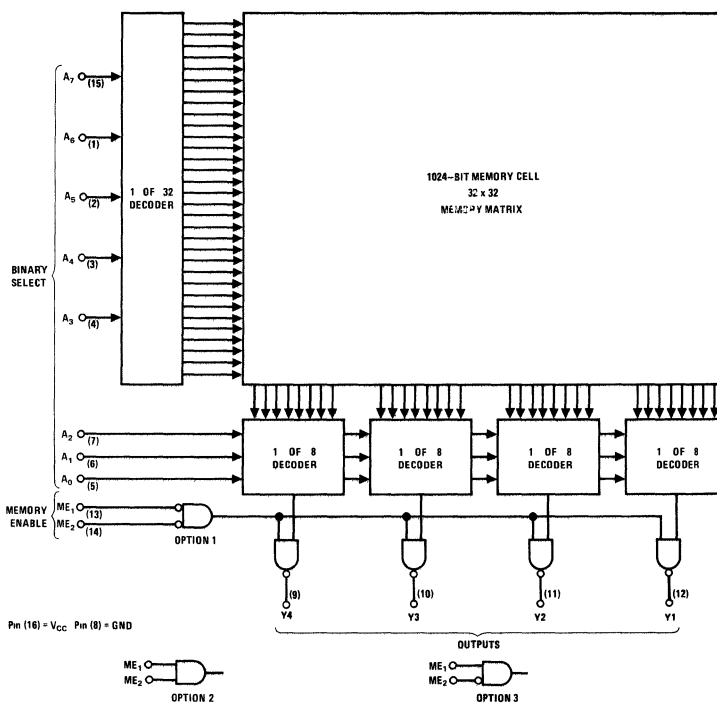 A7 (15)
A6 (1)
A5 (2)
A4 (3)
A3 (4)
BINARY
SELECT
1 OF 32
DECODER
1024-BIT MEMORY CELL
32 x 32
MEMORY MATRIX
A2 (7)
A1 (6)
A0 (5)
1 OF 8
DECODER
1 OF 8
DECODER
1 OF 8
DECODER
1 OF 8
DECODER
MEMORY
ENABLE
ME1 (13)
ME2 (14)
OPTION 1
(9) (10) (11) (12)
Y4 Y3 Y2 Y1
Pin (16) = VCC Pin (8) = GND
OUTPUTS
ME1
ME2
OPTION 2
ME1
ME2
OPTION 3